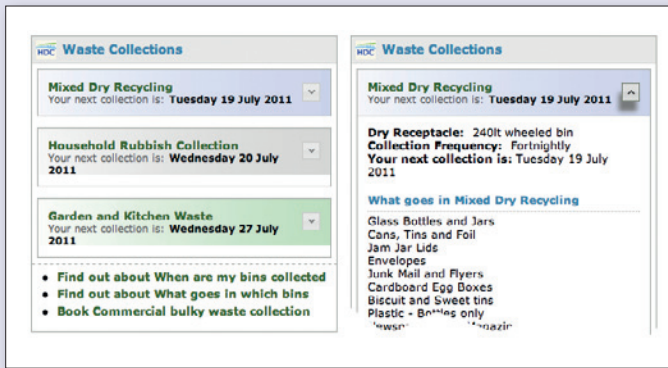 HDC Waste Collections
Mixed Dry Recycling
Your next collection is: Tuesday 19 July 2011
Household Rubbish Collection
Your next collection is: Wednesday 20 July
2011
Garden and Kitchen Waste
Your next collection is: Wednesday 27 July
2011
• Find out about When are my bins collected
• Find out about What goes in which bins
• Book Commercial bulky waste collection
HDC Waste Collections
Mixed Dry Recycling
Your next collection is: Tuesday 19 July 2011
Dry Receptacle: 240lt wheeled bin
Collection Frequency: Fortnightly
Your next collection is: Tuesday 19 July
2011
What goes in Mixed Dry Recycling
Glass Bottles and Jars
Cans, Tins and Foil
Jam Jar Lids
Envelopes
Junk Mail and Flyers
Cardboard Egg Boxes
Biscuit and Sweet tins
Plastic - Bottles only